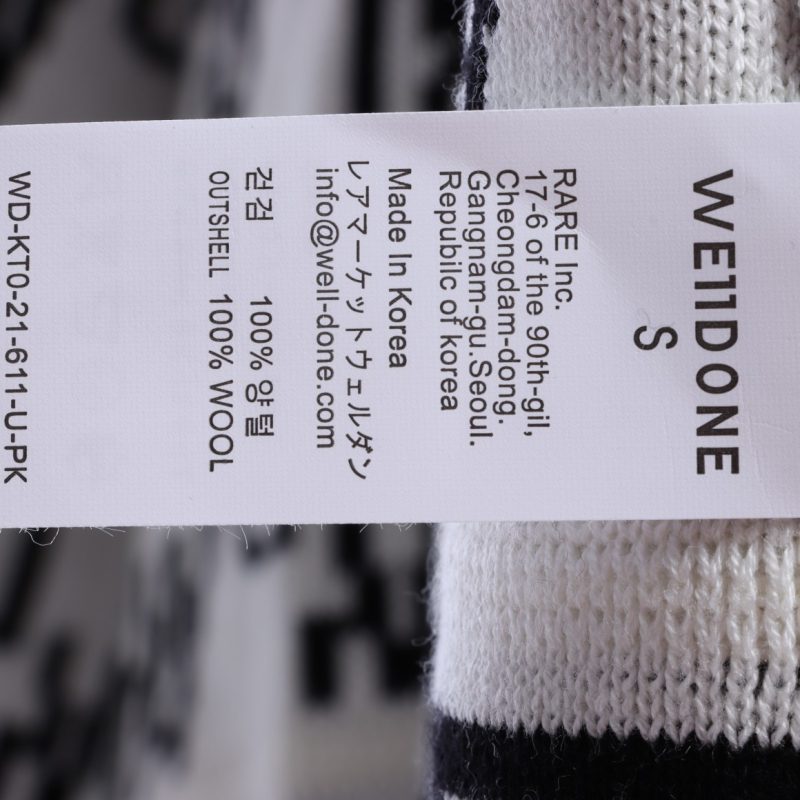 WE11DONE
S
RARE Inc.
17-6 of the 90th-gil,
Cheongdam-dong.
Gangnam-gu.Seoul.
Republic of korea
Made In Korea
レアマーケットウェルダン
info@well-done.com
겉감 100% 양털
OUTSHELL 100% WOOL
WD-KT0-21-611-U-PK